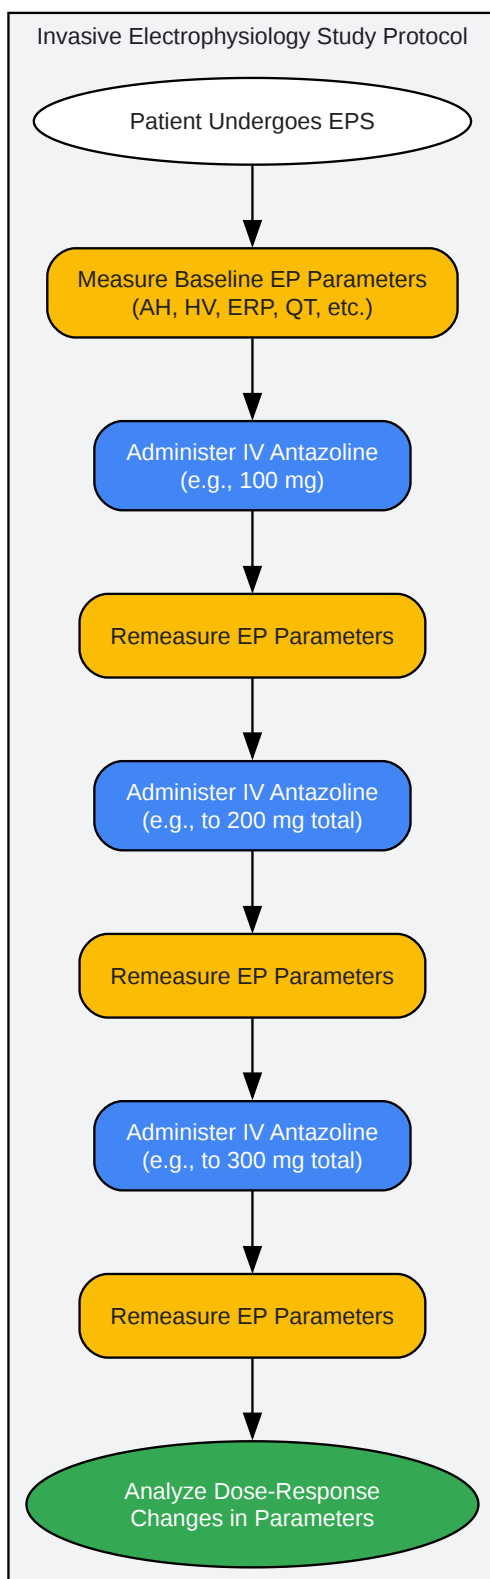 Invasive Electrophysiology Study Protocol
Patient Undergoes EPS
Measure Baseline EP Parameters
(AH, HV, ERP, QT, etc.)
Administer IV Antazoline
(e.g., 100 mg)
Remeasure EP Parameters
Administer IV Antazoline
(e.g., to 200 mg total)
Remeasure EP Parameters
Administer IV Antazoline
(e.g., to 300 mg total)
Remeasure EP Parameters
Analyze Dose-Response
Changes in Parameters